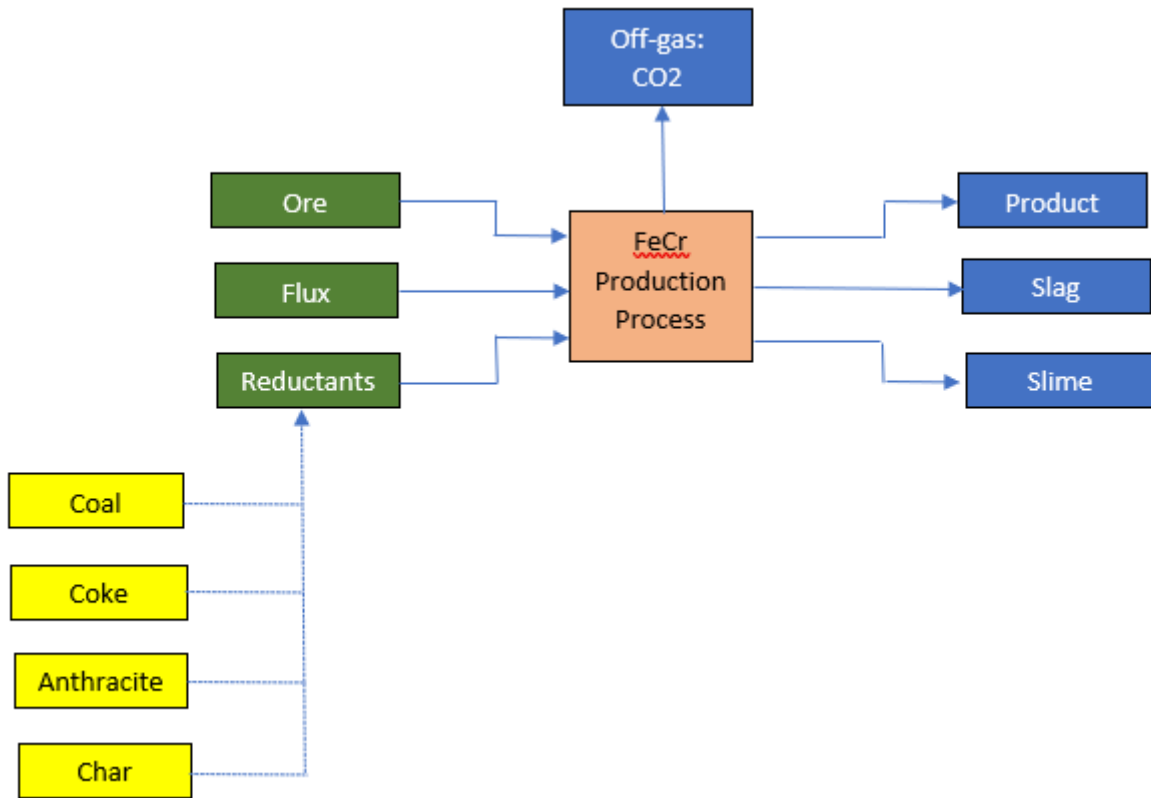 Off-gas:
CO2
Ore
Product
FeCr
Production
Process
Flux
Slag
Reductants
Slime
Coal
Coke
Anthracite
Char